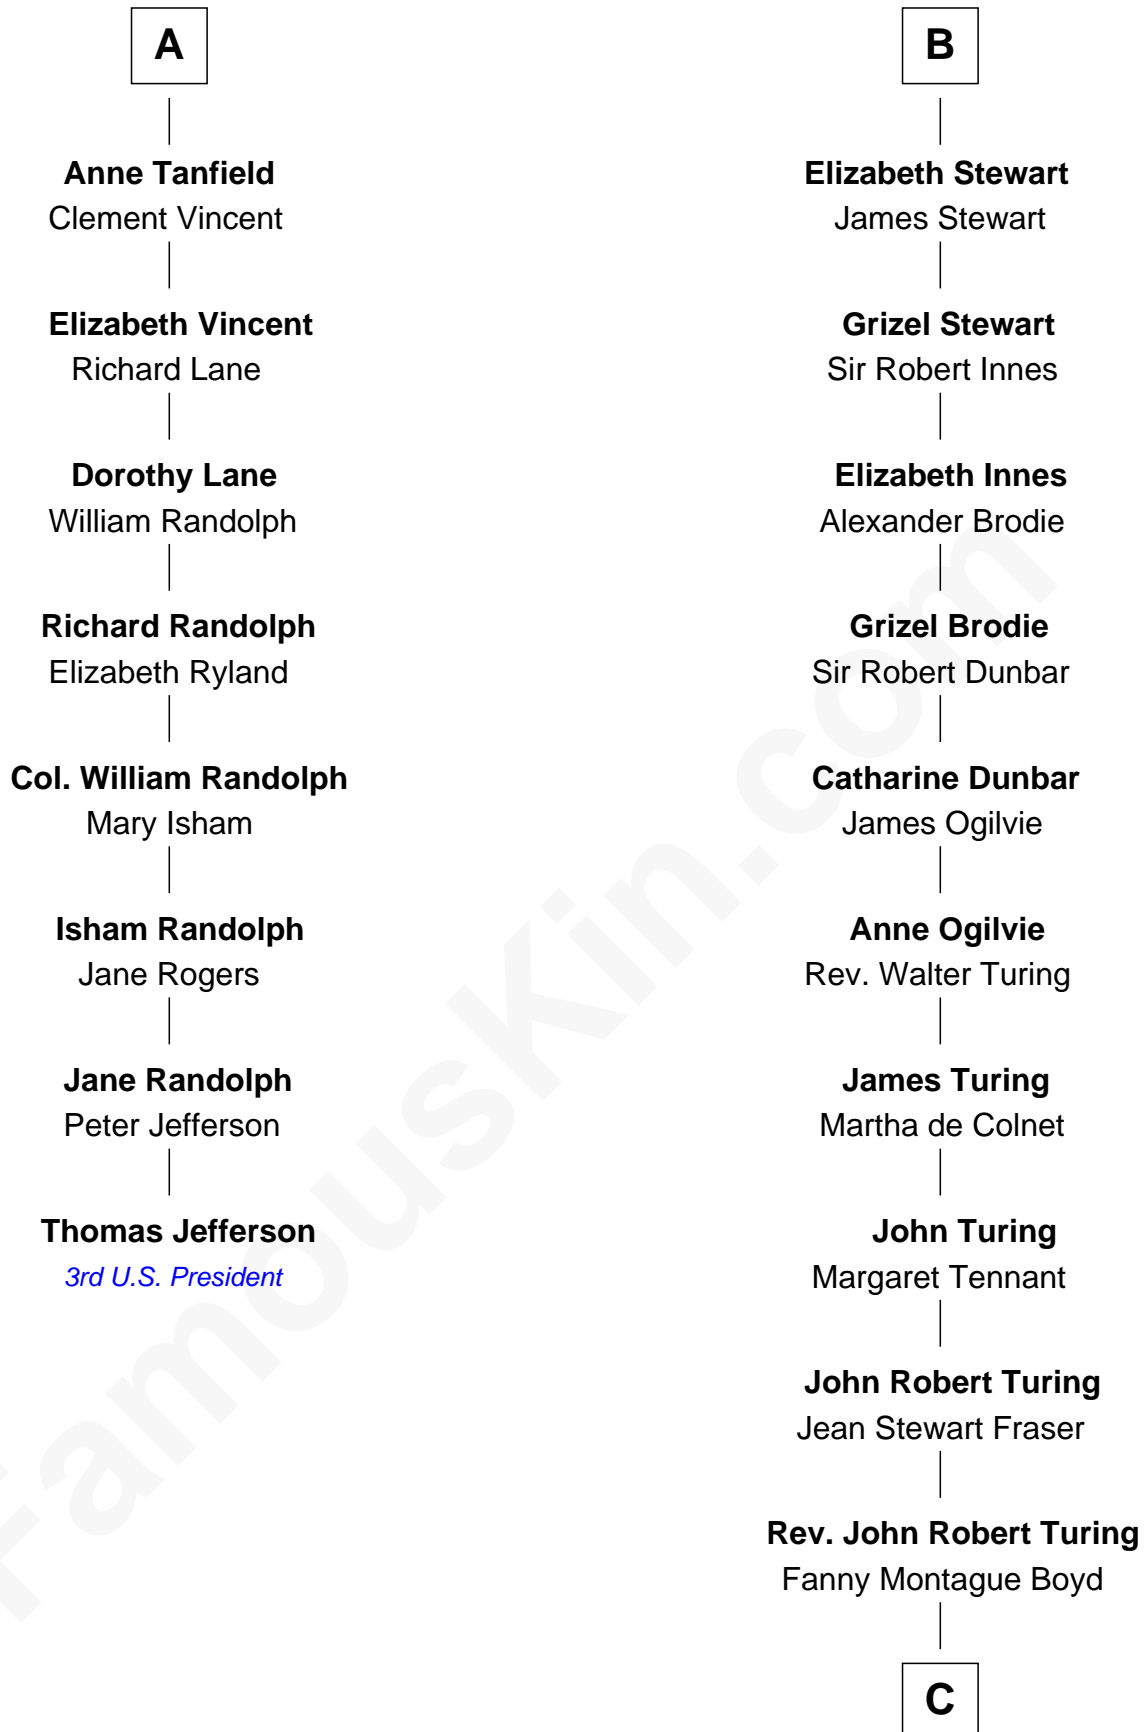 A
Anne Tanfield
Clement Vincent
Elizabeth Vincent
Richard Lane
Dorothy Lane
William Randolph
Richard Randolph
Elizabeth Ryland
Col. William Randolph
Mary Isham
Isham Randolph
Jane Rogers
Jane Randolph
Peter Jefferson
Thomas Jefferson
3rd U.S. President
B
Elizabeth Stewart
James Stewart
Grizel Stewart
Sir Robert Innes
Elizabeth Innes
Alexander Brodie
Grizel Brodie
Sir Robert Dunbar
Catharine Dunbar
James Ogilvie
Anne Ogilvie
Rev. Walter Turing
James Turing
Martha de Colnet
John Turing
Margaret Tennant
John Robert Turing
Jean Stewart Fraser
Rev. John Robert Turing
Fanny Montague Boyd
C
FamousKin.com